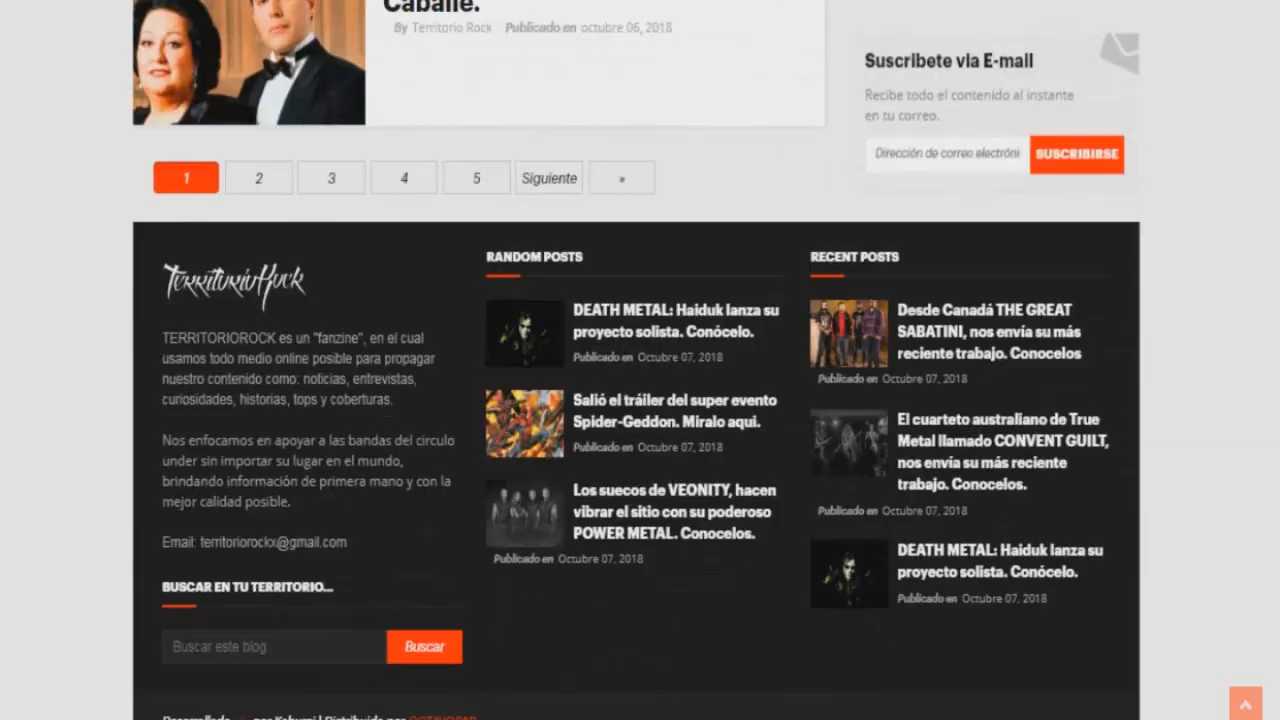 Caballé.
By Territorio Rock Publicado en octubre 06, 2018
Suscribete via E-mail
Recibe todo el contenido al instante
en tu correo.
Dirección de correo electróni
SUSCRIBIRSE
1 2 3 4 5 Siguiente »
TerritorioRock
TERRITORIOROCK es un "fanzine", en el cual
usamos todo medio online posible para propagar
nuestro contenido como: noticias, entrevistas,
curiosidades, historias, tops y coberturas.
Nos enfocamos en apoyar a las bandas del circulo
under sin importar su lugar en el mundo,
brindando información de primera mano y con la
mejor calidad posible.
Email: territoriorockx@gmail.com
BUSCAR EN TU TERRITORIO...
Buscar este blog
Buscar
RANDOM POSTS
DEATH METAL: Haiduk lanza su
proyecto solista. Conócelo.
Publicado en Octubre 07, 2018
Salió el tráiler del super evento
Spider-Geddon. Miralo aqui.
Publicado en Octubre 07, 2018
Los suecos de VEONITY, hacen
vibrar el sitio con su poderoso
POWER METAL. Conocelos.
Publicado en Octubre 07, 2018
RECENT POSTS
Desde Canadá THE GREAT
SABATINI, nos envía su más
reciente trabajo. Conocelos
Publicado en Octubre 07, 2018
El cuarteto australiano de True
Metal llamado CONVENT GUILT,
nos envía su más reciente
trabajo. Conocelos.
Publicado en Octubre 07, 2018
DEATH METAL: Haiduk lanza su
proyecto solista. Conócelo.
Publicado en Octubre 07, 2018